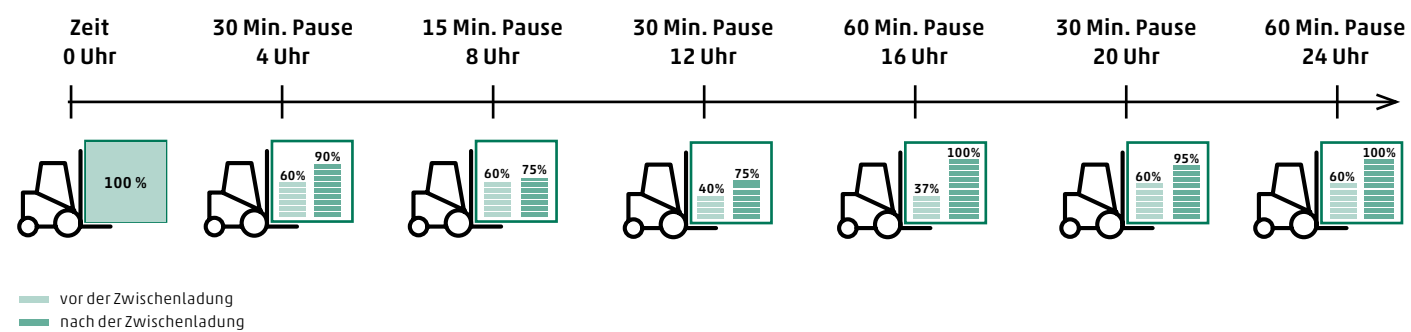 Zeit
0 Uhr
30 Min. Pause
4 Uhr
15 Min. Pause
8 Uhr
30 Min. Pause
12 Uhr
60 Min. Pause
16 Uhr
30 Min. Pause
20 Uhr
60 Min. Pause
24 Uhr
100 %
60%
90%
60%
75%
40%
75%
37%
100%
60%
95%
60%
100%
vor der Zwischenladung
nach der Zwischenladung